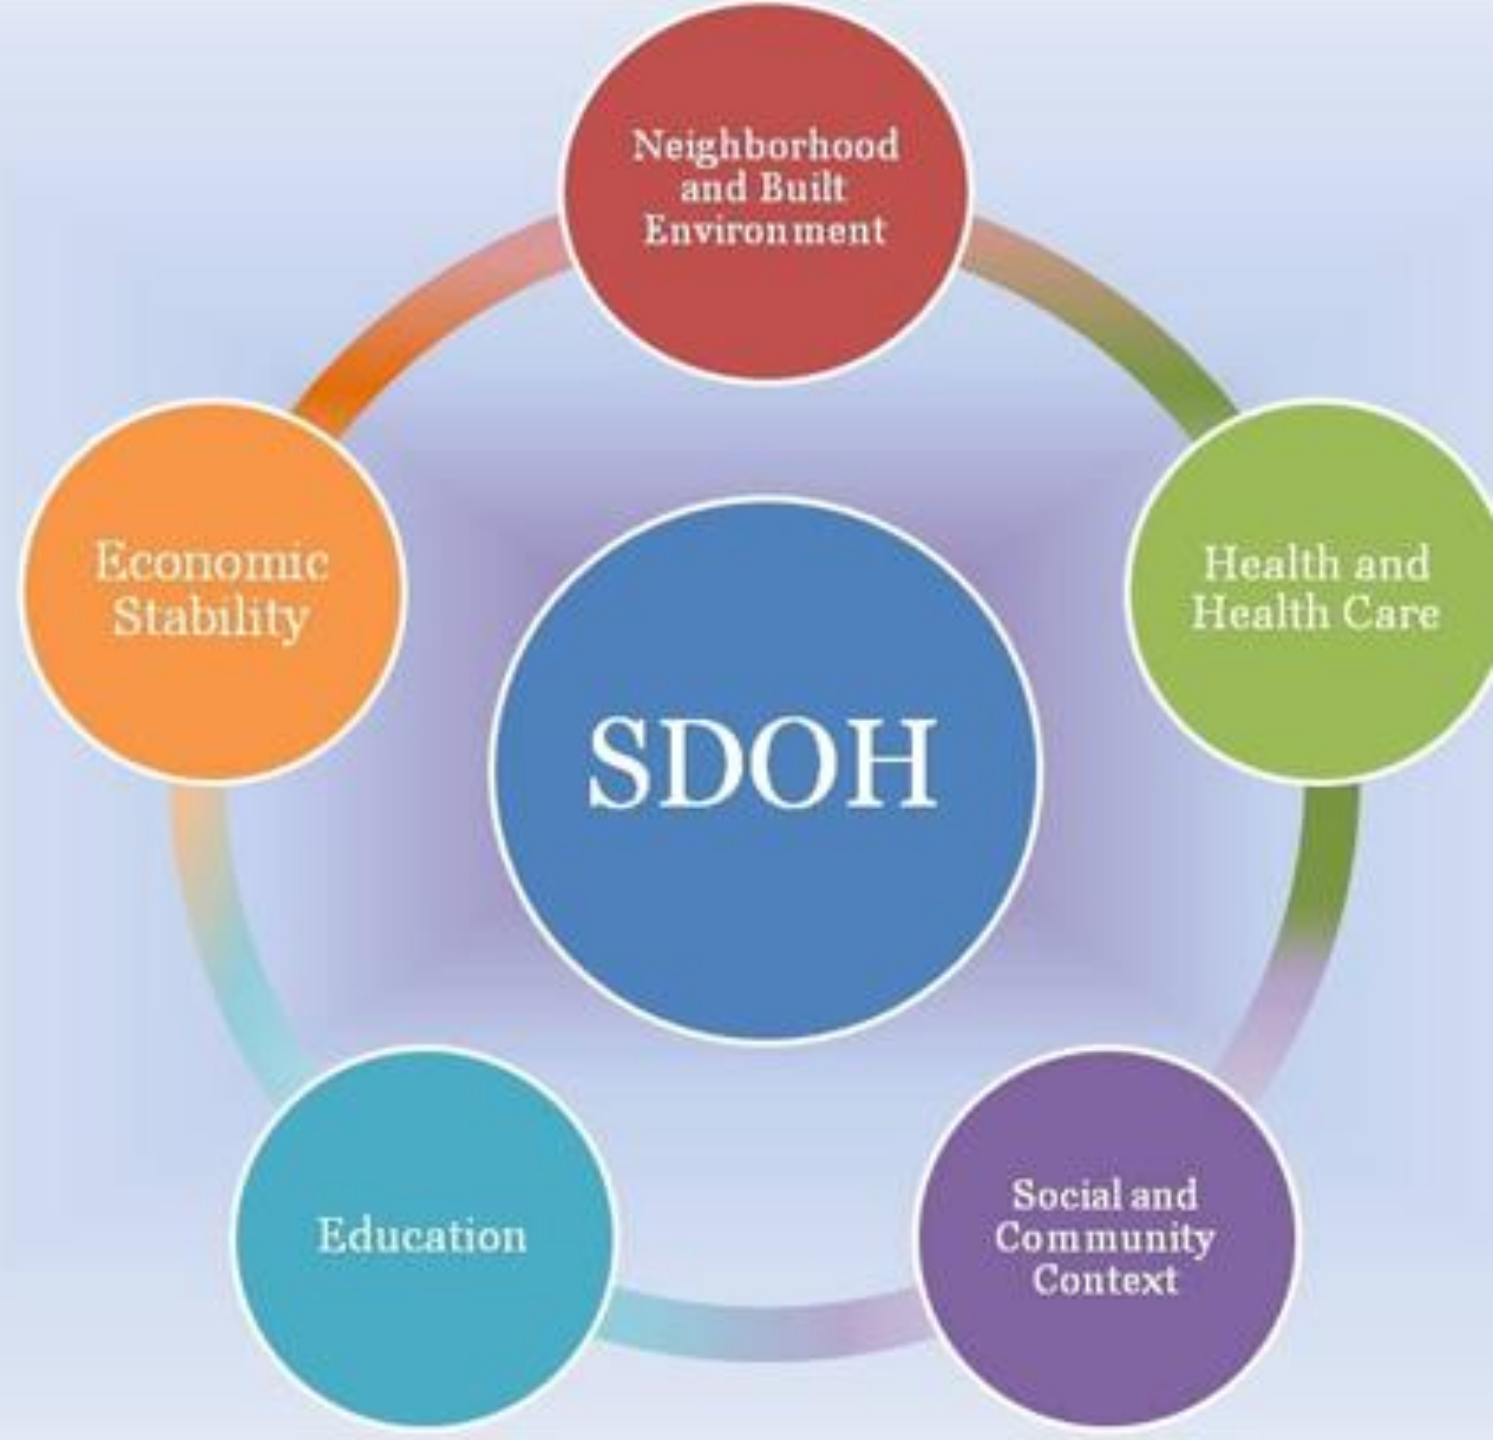 Neighborhood
and Built
Environment
Economic
Stability
Health and
Health Care
SDOH
Education
Social and
Community
Context